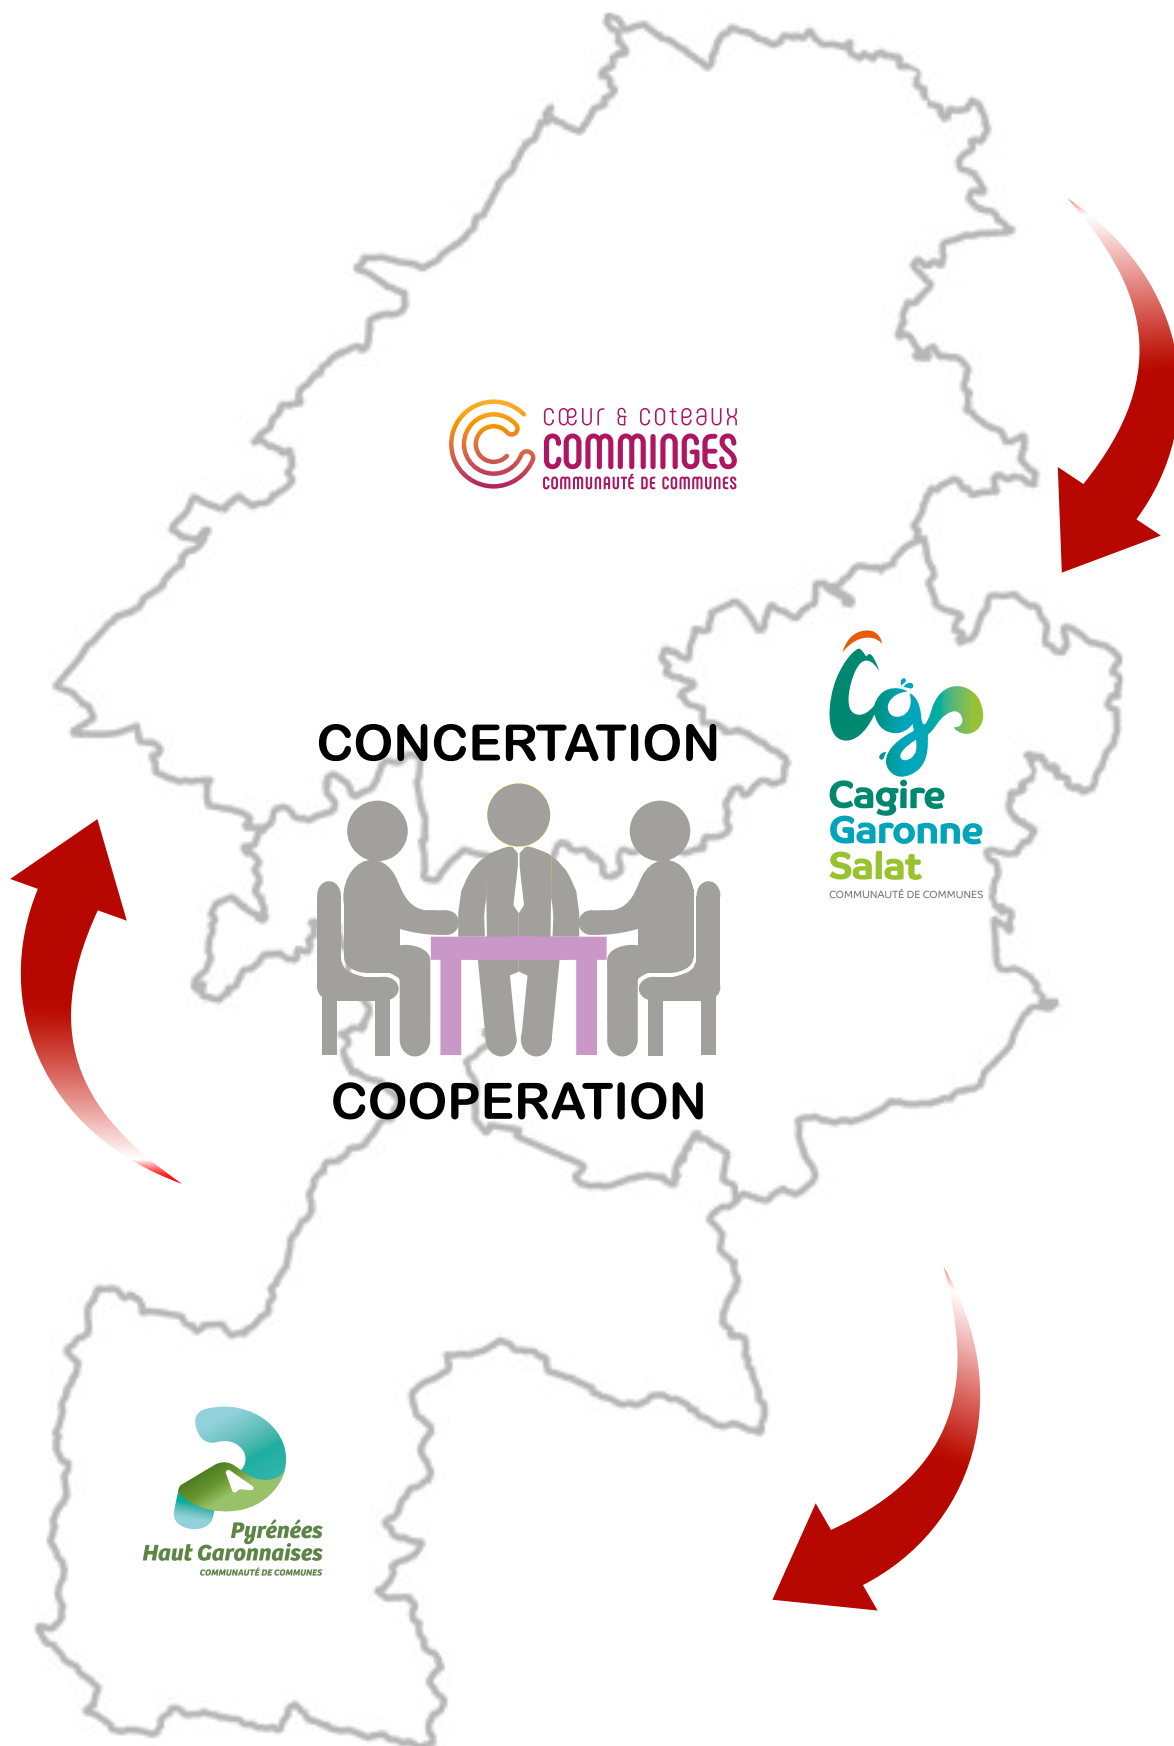 cœur & coteaux
COMMINGES
COMMUNAUTÉ DE COMMUNES
CONCERTATION
Cagire
Garonne
Salat
COMMUNAUTÉ DE COMMUNES
COOPERATION
Pyrénées
Haut Garonnaises
COMMUNAUTÉ DE COMMUNES